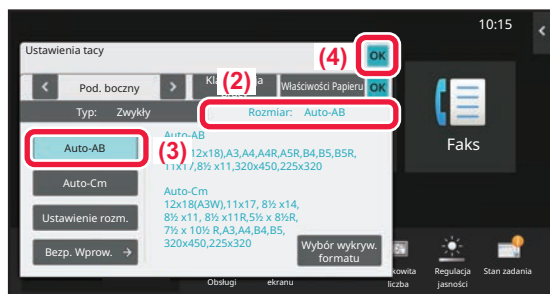 10:15
Ustawienia tacy
(4)
OK
Pod. boczny
(2)
Właściwości Papieru
OK
Typ: Zwykły
Rozmiar: Auto-AB
Auto-AB
(3)
Auto-AB
12x18),A3,A4,A4R,A5R,B4,B5,B5R,
11x17,8½ x11,320x450,225x320
Auto-Cm
Auto-Cm
12x18(A3W),11x17, 8½ x14,
8½ x11, 8½ x11R,5½ x 8½R,
7½ x 10½ R,A3,A4,B4,B5,
320x450,225x320
Ustawienie rozm.
Bezp. Wprow.
Wybór wykryw.
formatu
Faks
Obsługi
ekranu
kowita
liczba
Regulacja
jasności
Stan zadania